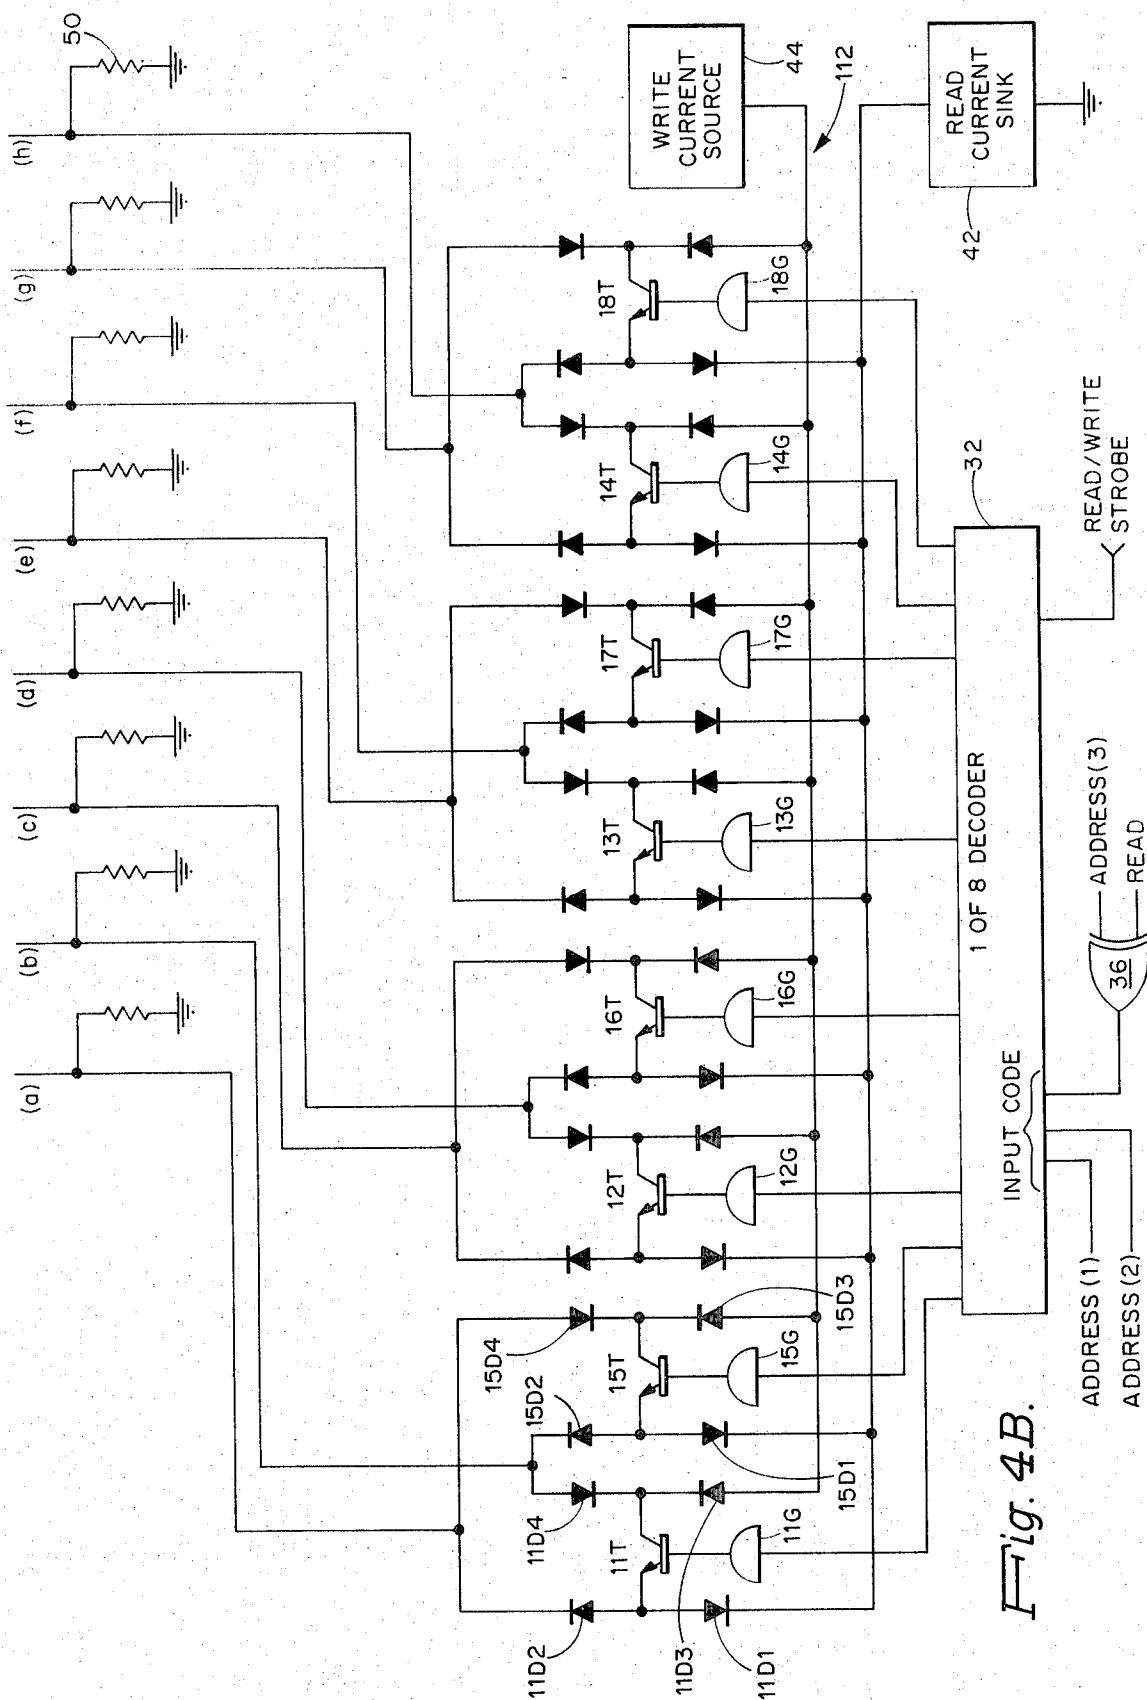 (a)
(b)
(c)
(d)
(e)
(f)
(g)
(h)
50
WRITE
CURRENT
SOURCE
44
112
READ
CURRENT
SINK
42
11D2
11D4
11T
11D3
11D1
11G
15D2
15D4
15T
15D3
15D1
15G
12T
12G
16T
16G
13T
13G
17T
17G
14T
14G
18T
18G
32
1 OF 8 DECODER
INPUT CODE
ADDRESS (1)
ADDRESS (2)
36
ADDRESS (3)
READ
READ/WRITE
STROBE
Fig. 4B.